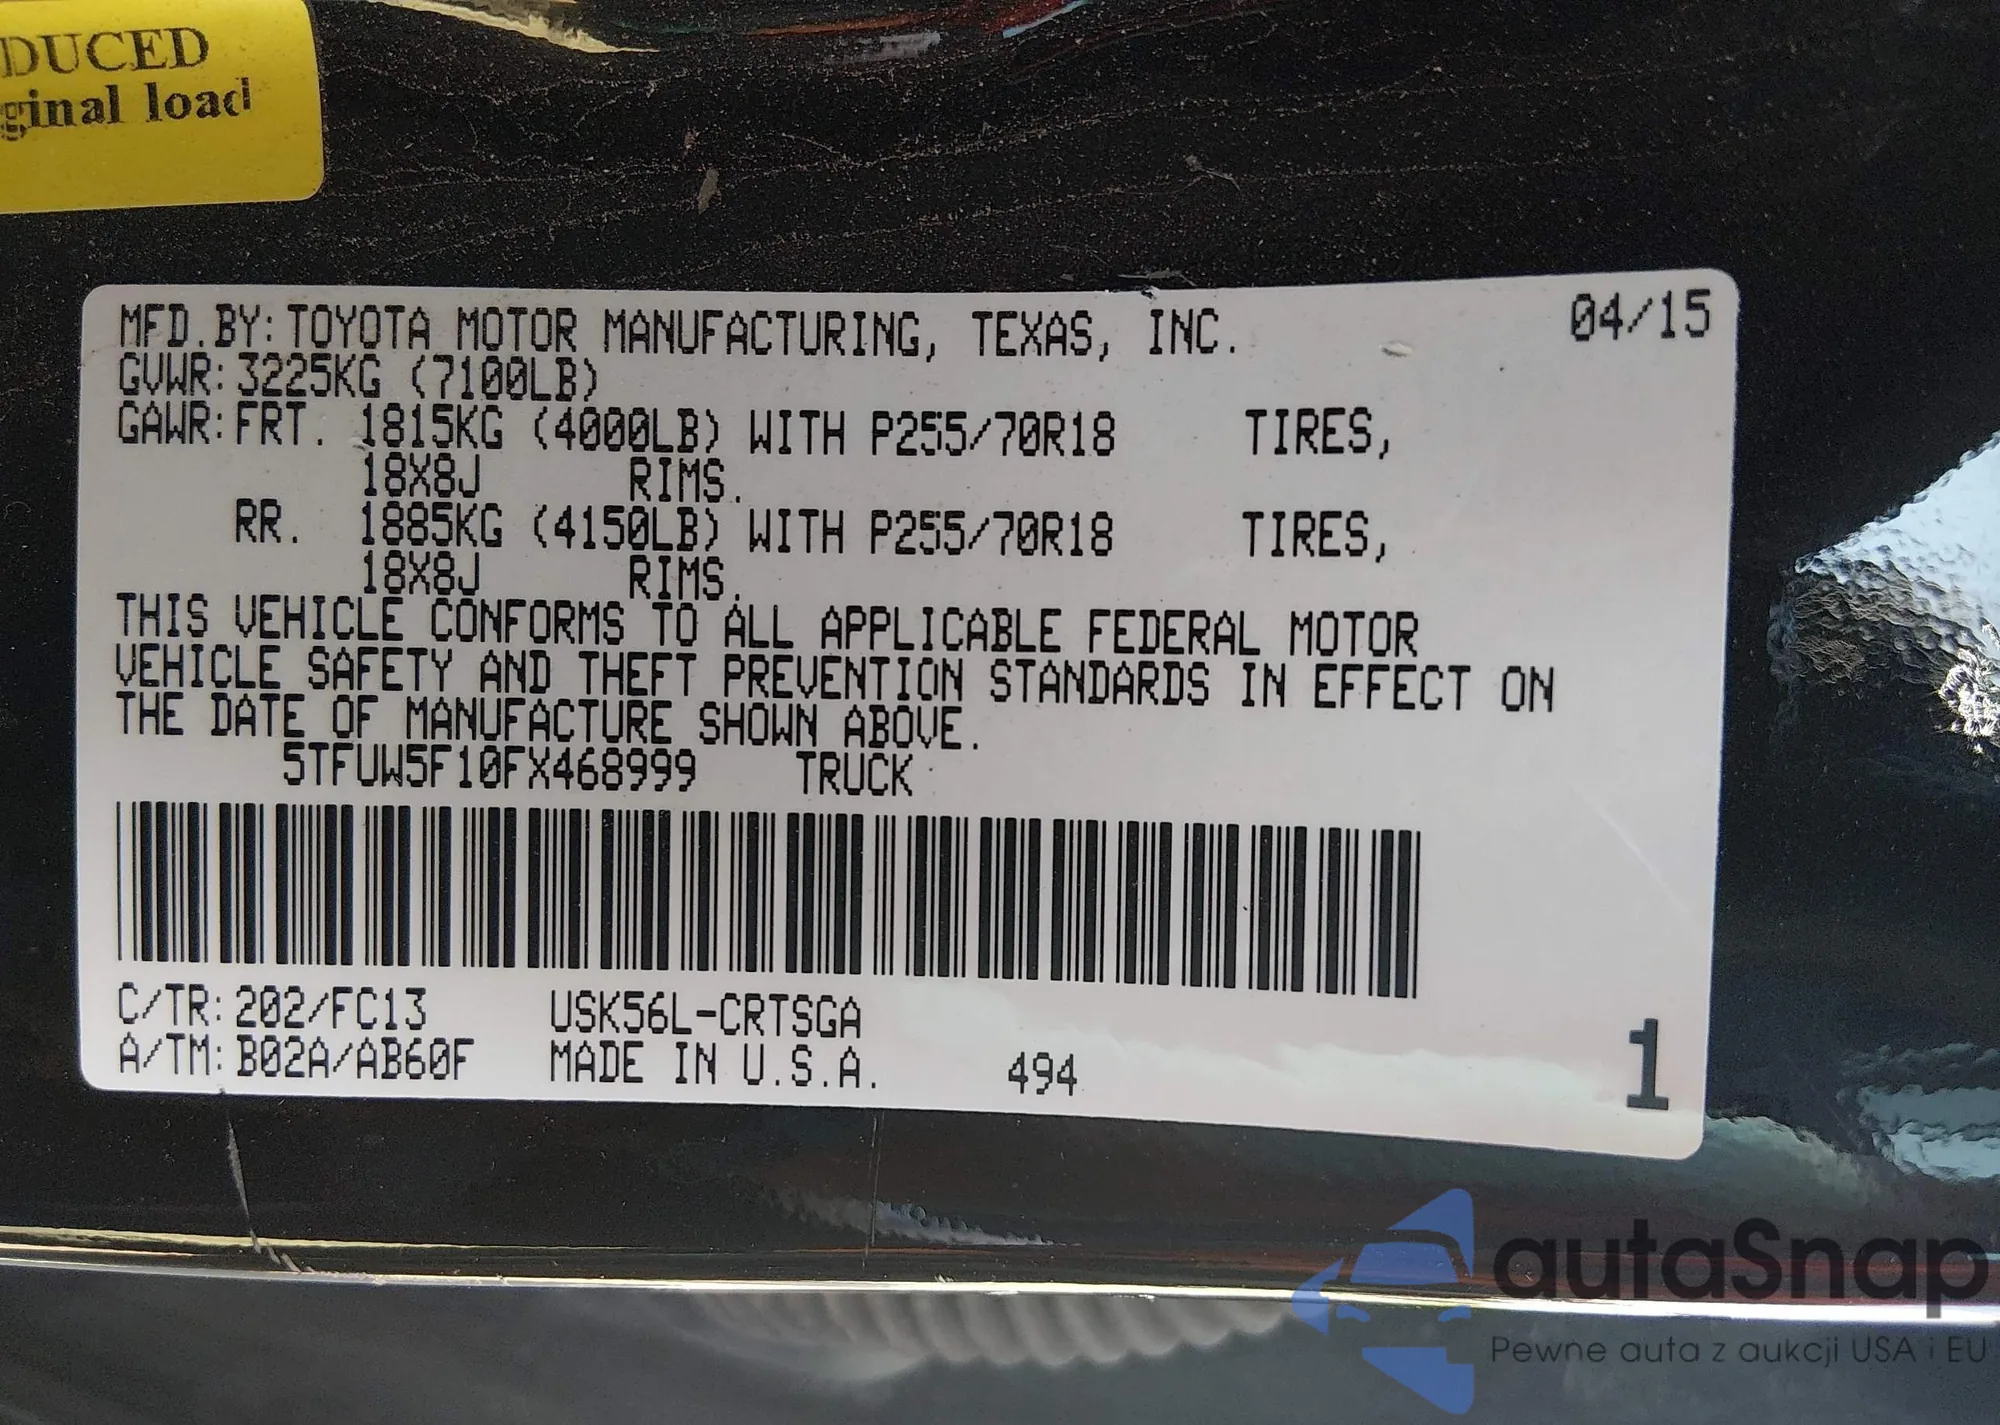 DUCED
ginal load
MFD.BY:TOYOTA MOTOR MANUFACTURING, TEXAS, INC. 04/15
GVWR:3225KG (7100LB)
GAWR:FRT. 1815KG (4000LB) WITH P255/70R18 TIRES,
18X8J RIMS.
RR. 1885KG (4150LB) WITH P255/70R18 TIRES,
18X8J RIMS.
THIS VEHICLE CONFORMS TO ALL APPLICABLE FEDERAL MOTOR
VEHICLE SAFETY AND THEFT PREVENTION STANDARDS IN EFFECT ON
THE DATE OF MANUFACTURE SHOWN ABOVE.
5TFUW5F10FX468999 TRUCK
C/TR:202/FC13 USK56L-CRTSGA
A/TM:B02A/AB60F MADE IN U.S.A. 494 1
autaSnap
Pewne auta z aukcji USA i EU